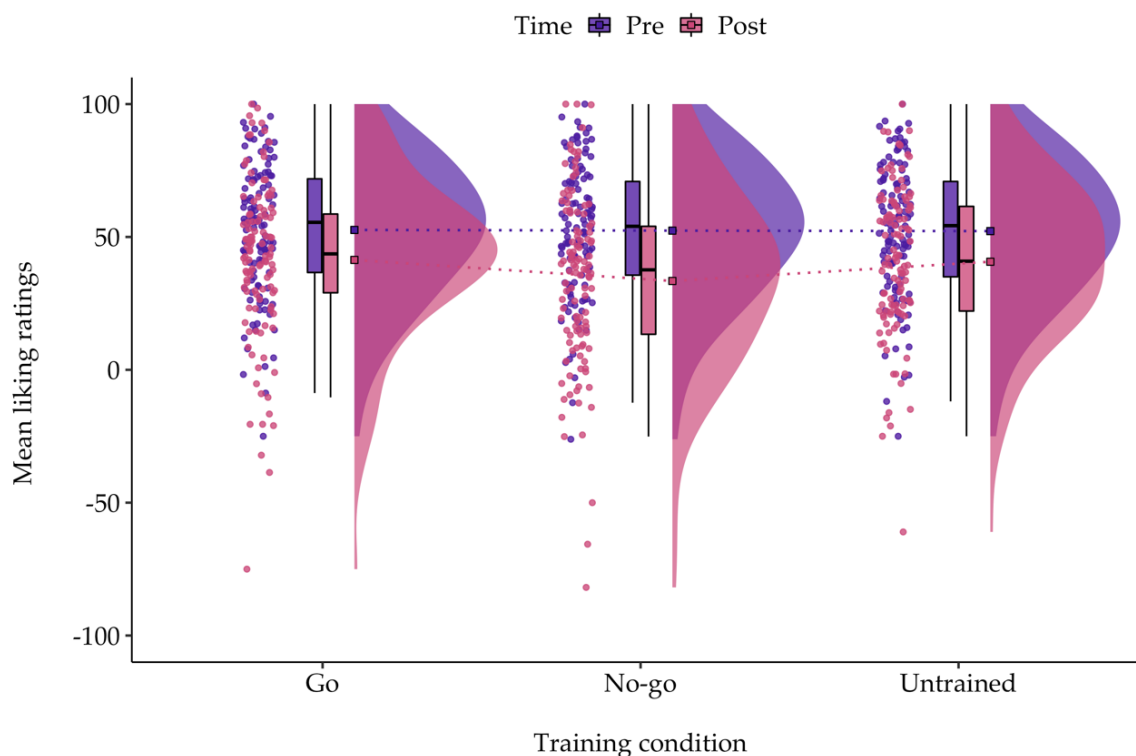 Time Pre Post
Mean liking ratings
100
50
0
-50
-100
Go No-go Untrained
Training condition